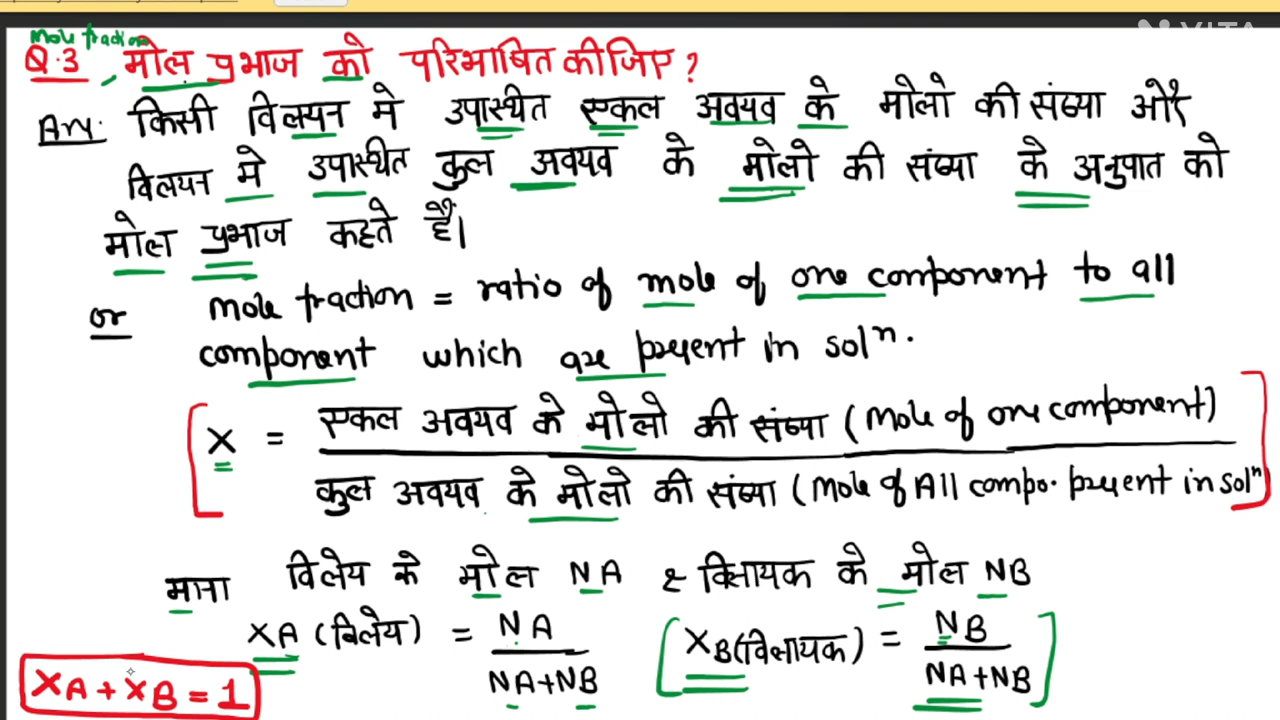 VITA
Mole fraction
Q.3, मोल प्रभाज को परिभाषित कीजिए?
Ans. किसी विलयन मे उपास्थित एकल अवयव के मोलो की संख्या और
विलयन मे उपास्थीत कुल अवयव के मोलो की संख्या के अनुपात को
मोल प्रभाज कहते हैं।
or mole fraction = ratio of mole of one component to all
component which are present in solⁿ.
X = एकल अवयव के मोलो की संख्या (Mole of one component)
कुल अवयव के मोलो की संख्या (Mole of All compo. present in solⁿ)
माना विलेय के मोल NA & विलायक के मोल NB
XA (विलेय) = NA / NA+NB XB(विलायक) = NB / NA+NB
XA + XB = 1